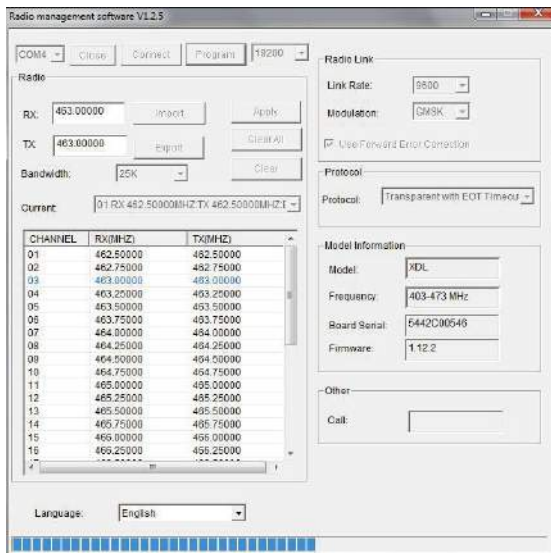 Radio management software V1.2.5
COM4 Close Connect Program 19200
Radio
RX: 463.00000 Import Apply
TX: 463.00000 Export Clear All
Bandwidth: 25K Clear
Current: 01:RX 462.50000MHZ:TX 462.50000MHZ:E
CHANNEL RX(MHZ) TX(MHZ)
01 462.50000 462.50000
02 462.75000 462.75000
03 463.00000 463.00000
04 463.25000 463.25000
05 463.50000 463.50000
06 463.75000 463.75000
07 464.00000 464.00000
08 464.25000 464.25000
09 464.50000 464.50000
10 464.75000 464.75000
11 465.00000 465.00000
12 465.25000 465.25000
13 465.50000 465.50000
14 465.75000 465.75000
15 466.00000 466.00000
16 466.25000 466.25000
Language: English
Radio Link
Link Rate: 9600
Modulation: GMSK
Use Forward Error Correction
Protocol
Protocol: Transparent with EOT Timeout
Model Information
Model: XDL
Frequency: 403-473 MHz
Board Serial: 5442C00546
Firmware: 1.12.2
Other
Call: